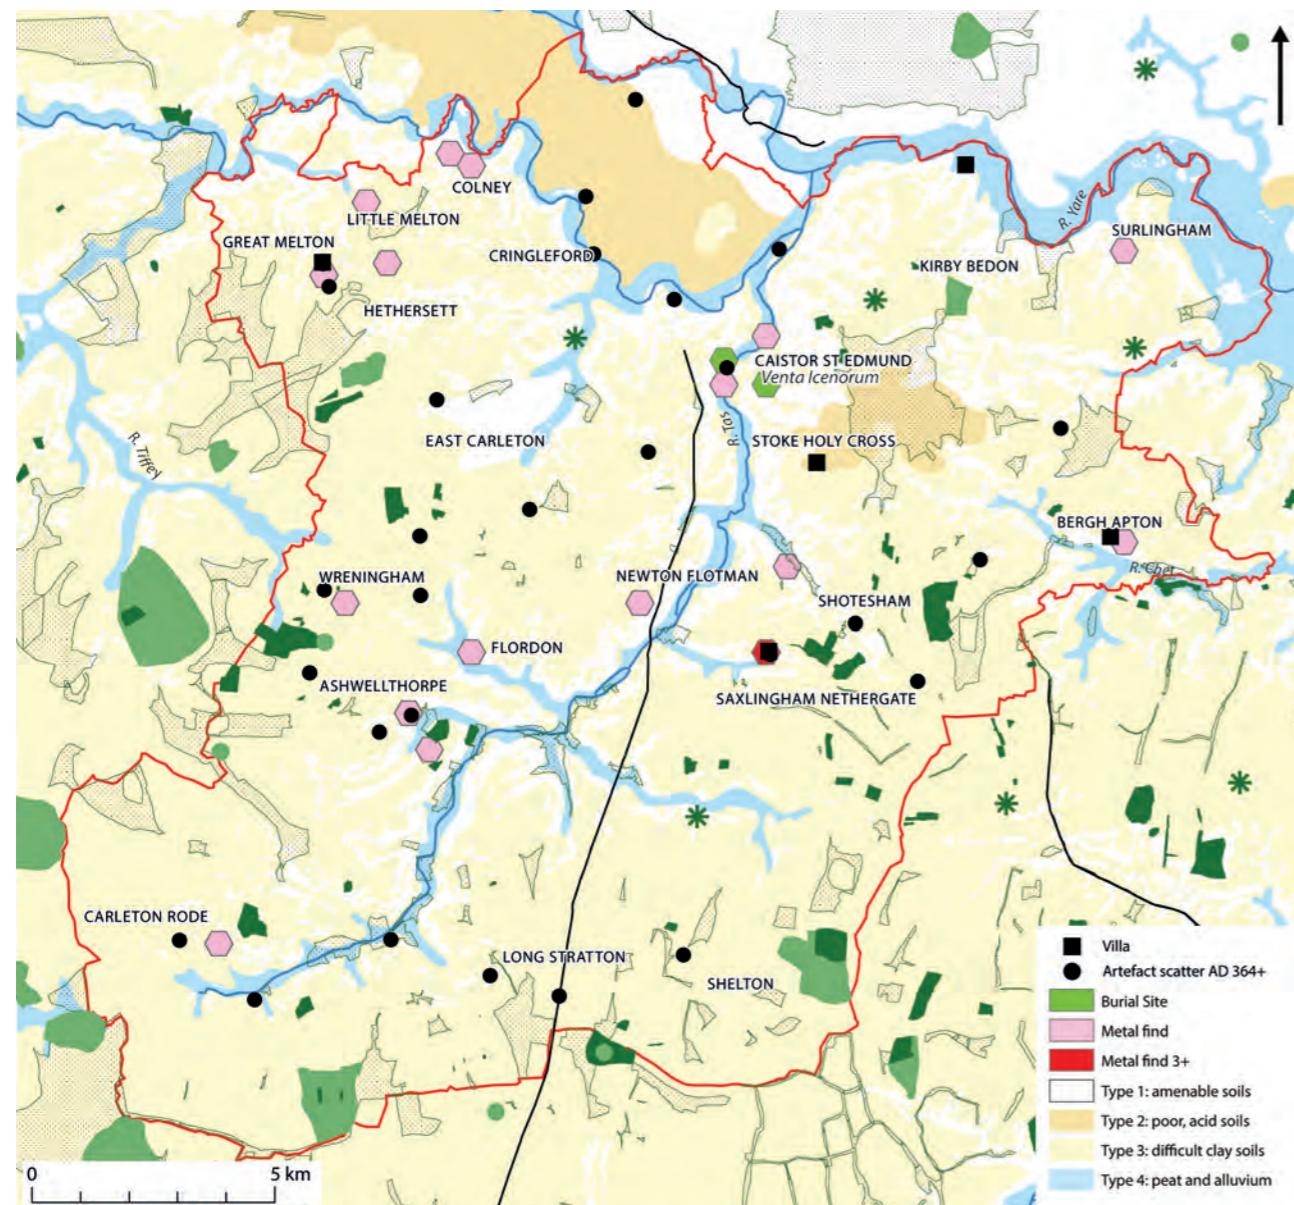 R. Yare
COLNEY
LITTLE MELTON
SURLINGHAM
GREAT MELTON
CRINGLEFORD
KIRBY BEDON
HETHERSETT
CAISTOR ST EDMUND
Venta Icenorum
R. Tas
EAST CARLETON
STOKE HOLY CROSS
R. Tiffey
BERGH APTON
R. Chet
WRENINGHAM
NEWTON FLOTMAN
SHOTESHAM
FLORDON
ASHWELLTHORPE
SAXLINGHAM NETHERGATE
CARLETON RODE
LONG STRATTON
SHELTON
Villa
Artefact scatter AD 364+
Burial Site
Metal find
Metal find 3+
Type 1: amenable soils
Type 2: poor, acid soils
Type 3: difficult clay soils
Type 4: peat and alluvium
0 5 km